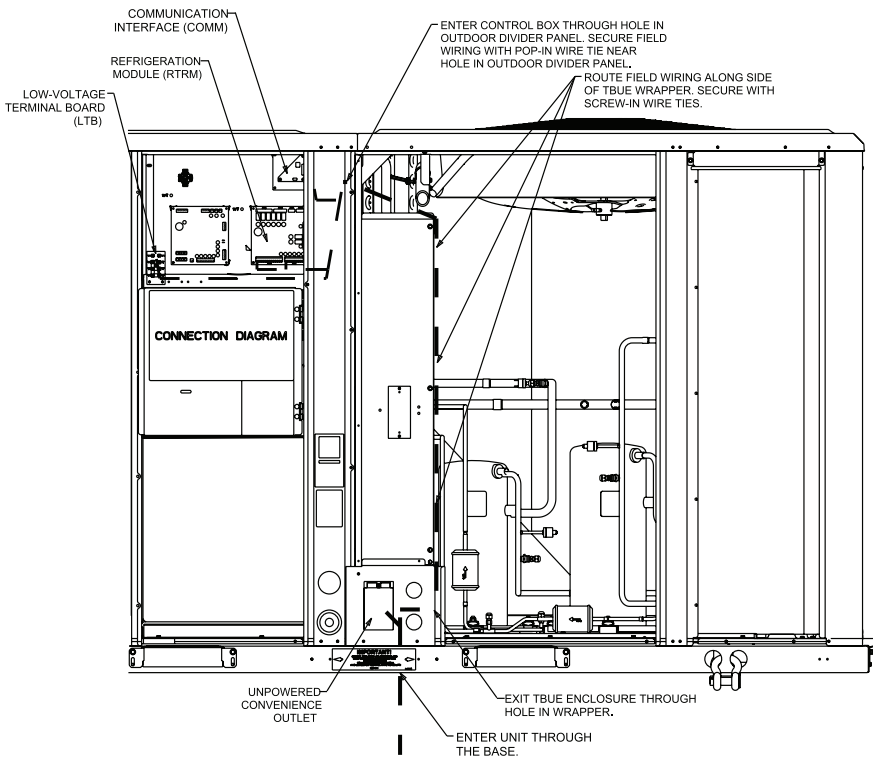 COMMUNICATION
INTERFACE (COMM)
ENTER CONTROL BOX THROUGH HOLE IN
OUTDOOR DIVIDER PANEL. SECURE FIELD
WIRING WITH POP-IN WIRE TIE NEAR
HOLE IN OUTDOOR DIVIDER PANEL.
REFRIGERATION
MODULE (RTRM)
ROUTE FIELD WIRING ALONG SIDE
OF TBUE WRAPPER. SECURE WITH
SCREW-IN WIRE TIES.
LOW-VOLTAGE
TERMINAL BOARD
(LTB)
CONNECTION DIAGRAM
IMPORTANT!
UNPOWERED
CONVENIENCE
OUTLET
EXIT TBUE ENCLOSURE THROUGH
HOLE IN WRAPPER.
ENTER UNIT THROUGH
THE BASE.